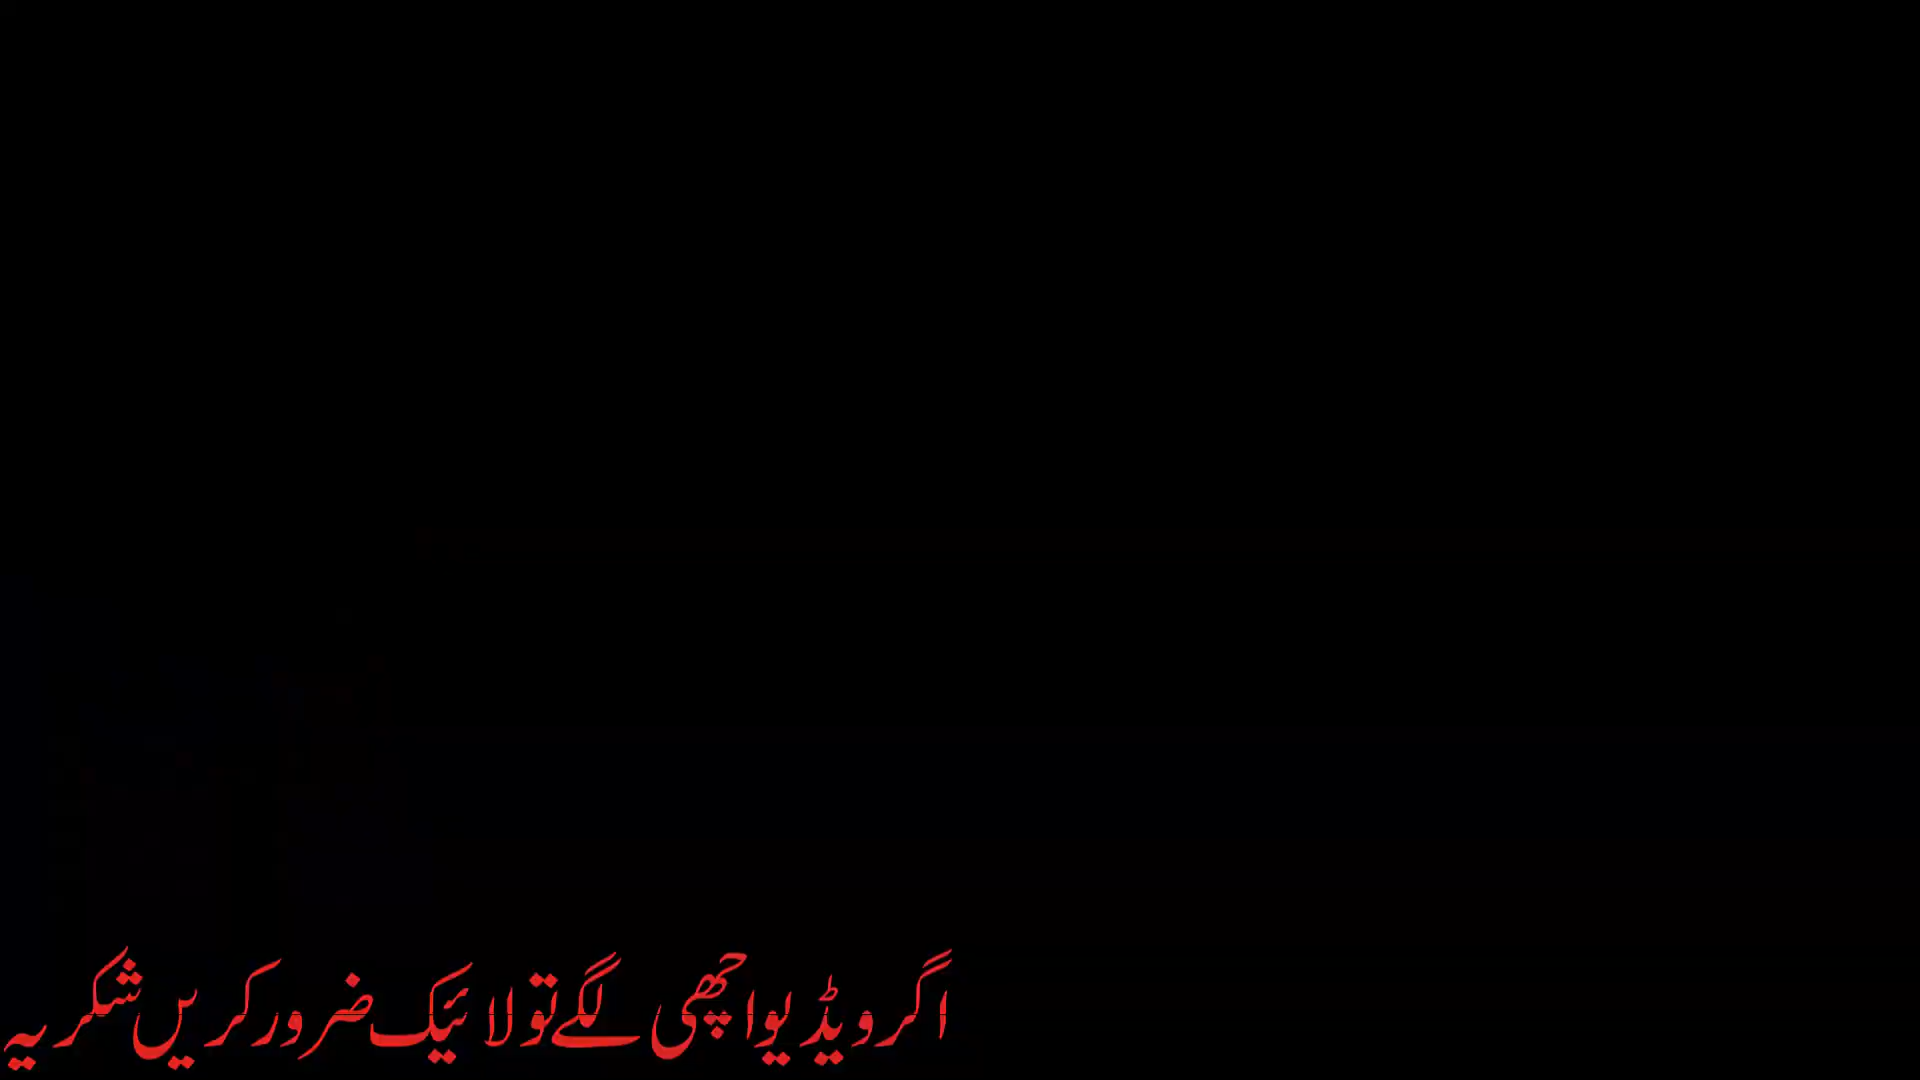 اگر ویڈیو اچھی لگے تو لائیک ضرور کریں شکریہ